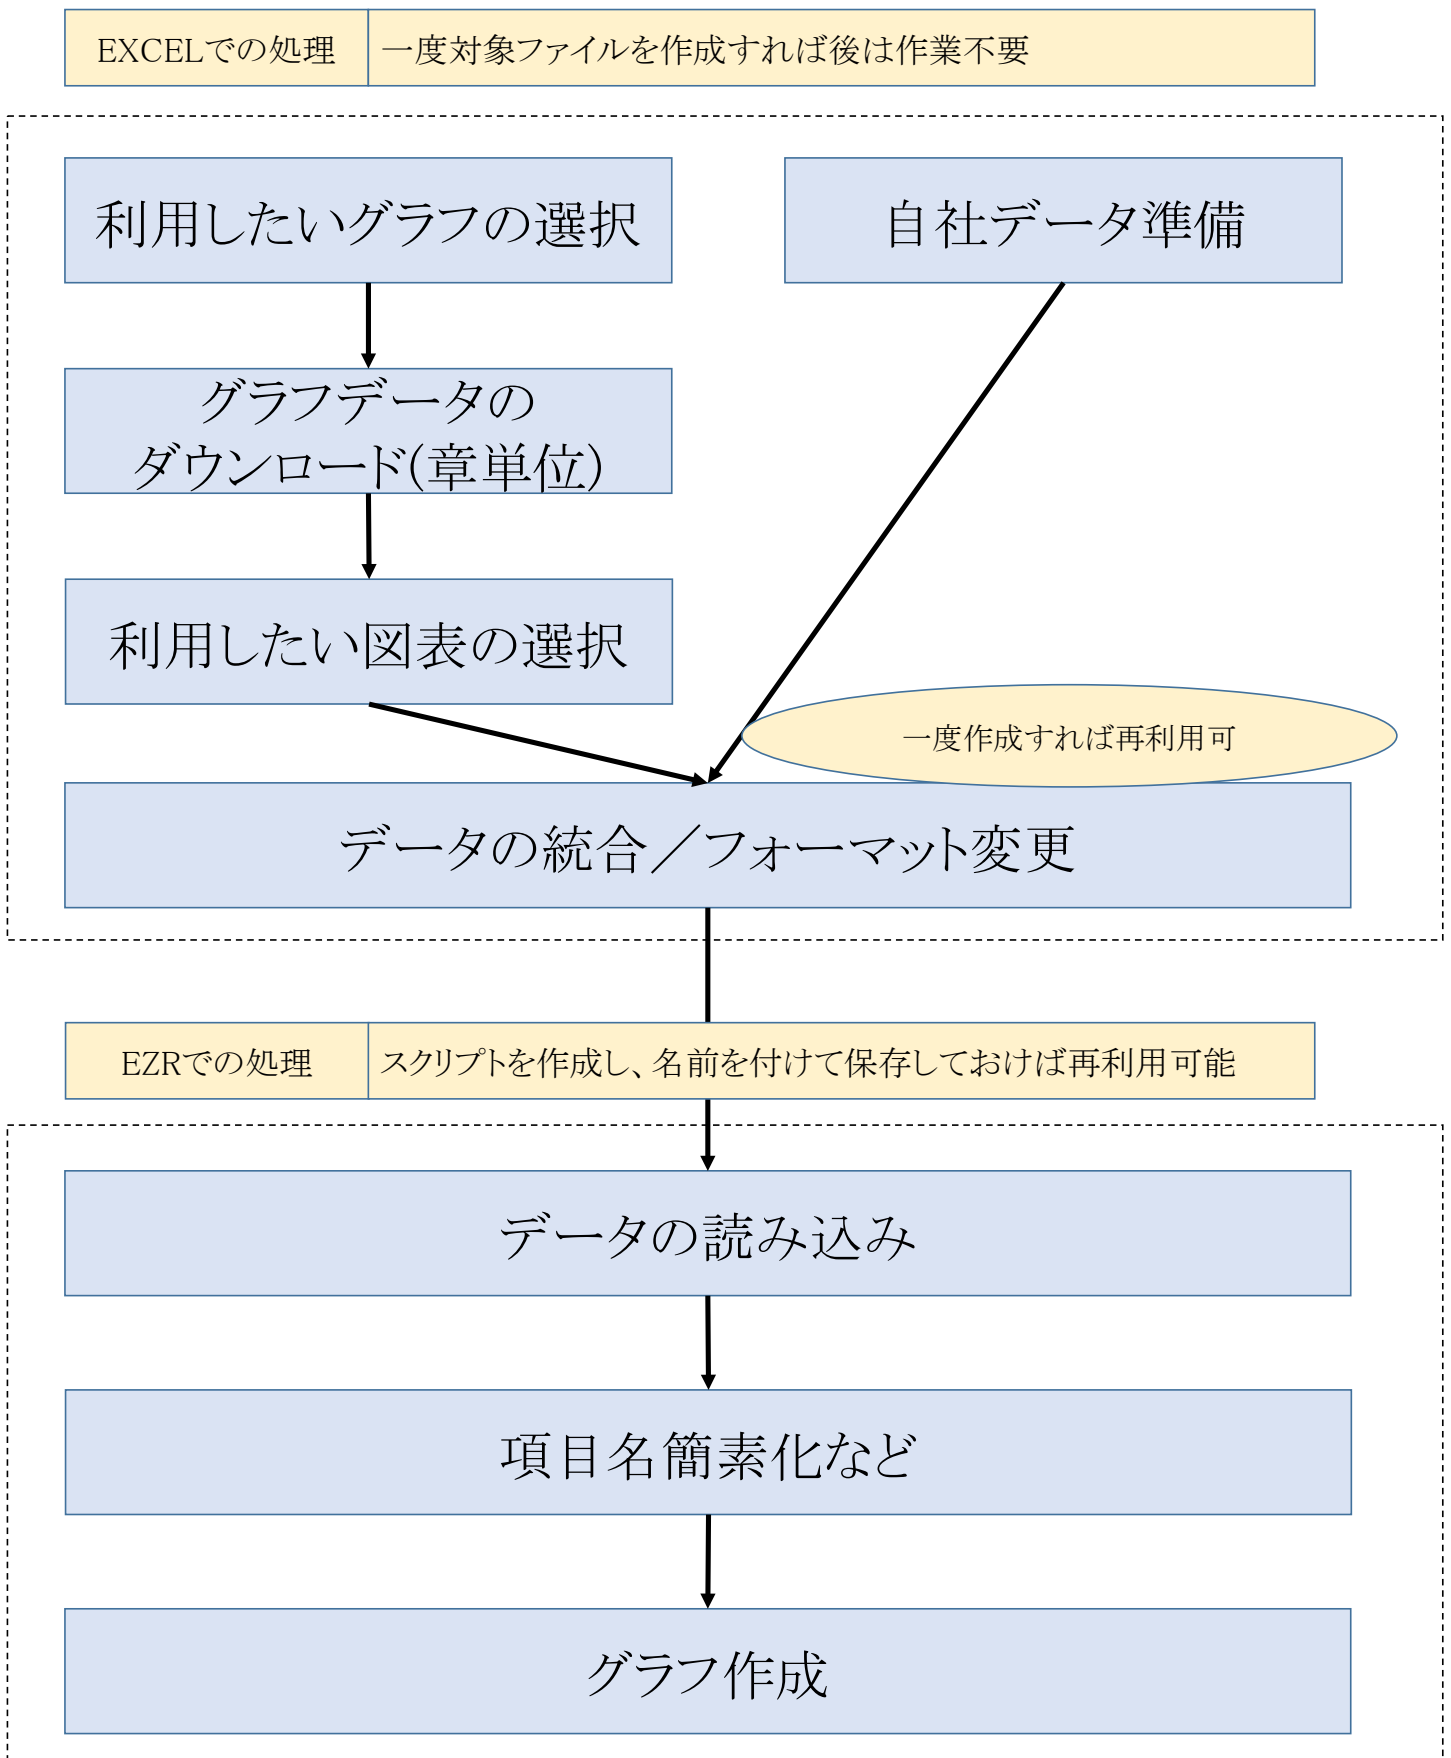 EXCELでの処理
一度対象ファイルを作成すれば後は作業不要
利用したいグラフの選択
自社データ準備
グラフデータの
ダウンロード(章単位)
利用したい図表の選択
一度作成すれば再利用可
データの統合／フォーマット変更
EZRでの処理
スクリプトを作成し、名前を付けて保存しておけば再利用可能
データの読み込み
項目名簡素化など
グラフ作成